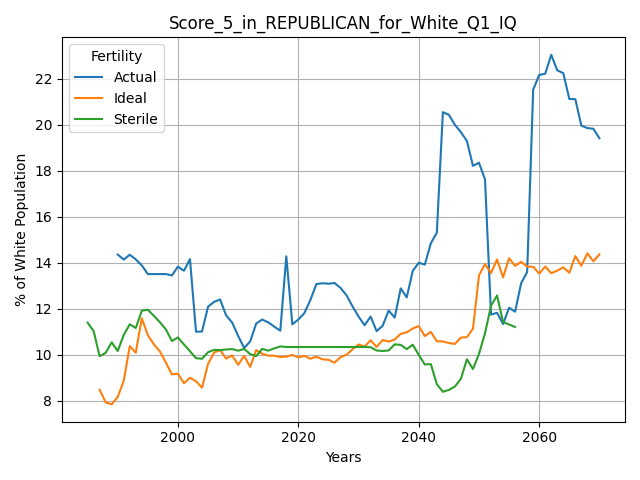 Score_5_in_REPUBLICAN_for_White_Q1_IQ
Fertility
Actual
Ideal
Sterile
% of White Population
22
20
18
16
14
12
10
8
2000
2020
2040
2060
Years